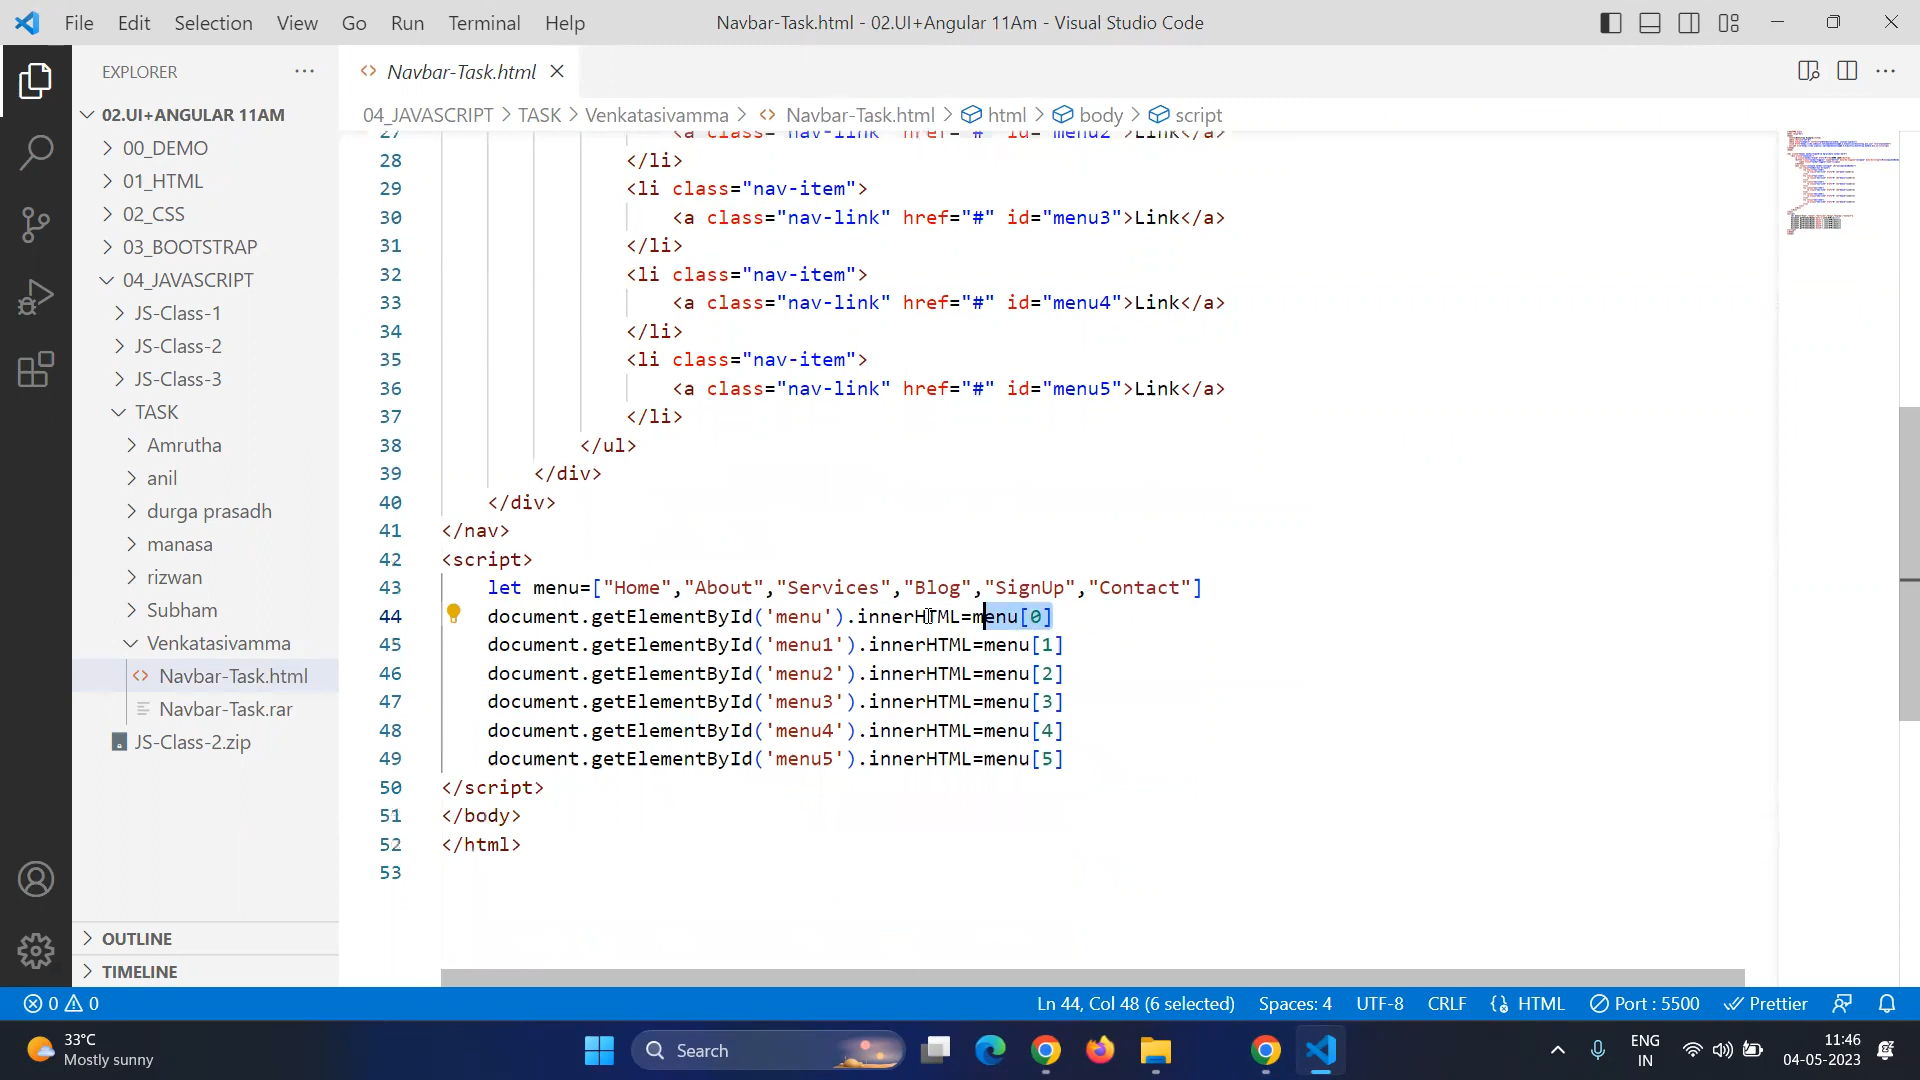 File Edit Selection View Go Run Terminal Help
Navbar-Task.html - 02.UI+Angular 11Am - Visual Studio Code
EXPLORER
Navbar-Task.html
02.UI+ANGULAR 11AM
00_DEMO
01_HTML
02_CSS
03_BOOTSTRAP
04_JAVASCRIPT
JS-Class-1
JS-Class-2
JS-Class-3
TASK
Amrutha
anil
durga prasadh
manasa
rizwan
Subham
Venkatasivamma
Navbar-Task.html
Navbar-Task.rar
JS-Class-2.zip
OUTLINE
TIMELINE
04_JAVASCRIPT > TASK > Venkatasivamma > Navbar-Task.html > html > body > script
27 <a class="nav-link" href="#" id="menu2">Link</a>
28 </li>
29 <li class="nav-item">
30 <a class="nav-link" href="#" id="menu3">Link</a>
31 </li>
32 <li class="nav-item">
33 <a class="nav-link" href="#" id="menu4">Link</a>
34 </li>
35 <li class="nav-item">
36 <a class="nav-link" href="#" id="menu5">Link</a>
37 </li>
38 </ul>
39 </div>
40 </div>
41 </nav>
42 <script>
43 let menu=["Home","About","Services","Blog","SignUp","Contact"]
44 document.getElementById('menu').innerHTML=menu[0]
45 document.getElementById('menu1').innerHTML=menu[1]
46 document.getElementById('menu2').innerHTML=menu[2]
47 document.getElementById('menu3').innerHTML=menu[3]
48 document.getElementById('menu4').innerHTML=menu[4]
49 document.getElementById('menu5').innerHTML=menu[5]
50 </script>
51 </body>
52 </html>
53
0 0
Ln 44, Col 48 (6 selected) Spaces: 4 UTF-8 CRLF HTML Port : 5500 Prettier
33°C
Mostly sunny
Search
ENG
IN
11:46
04-05-2023